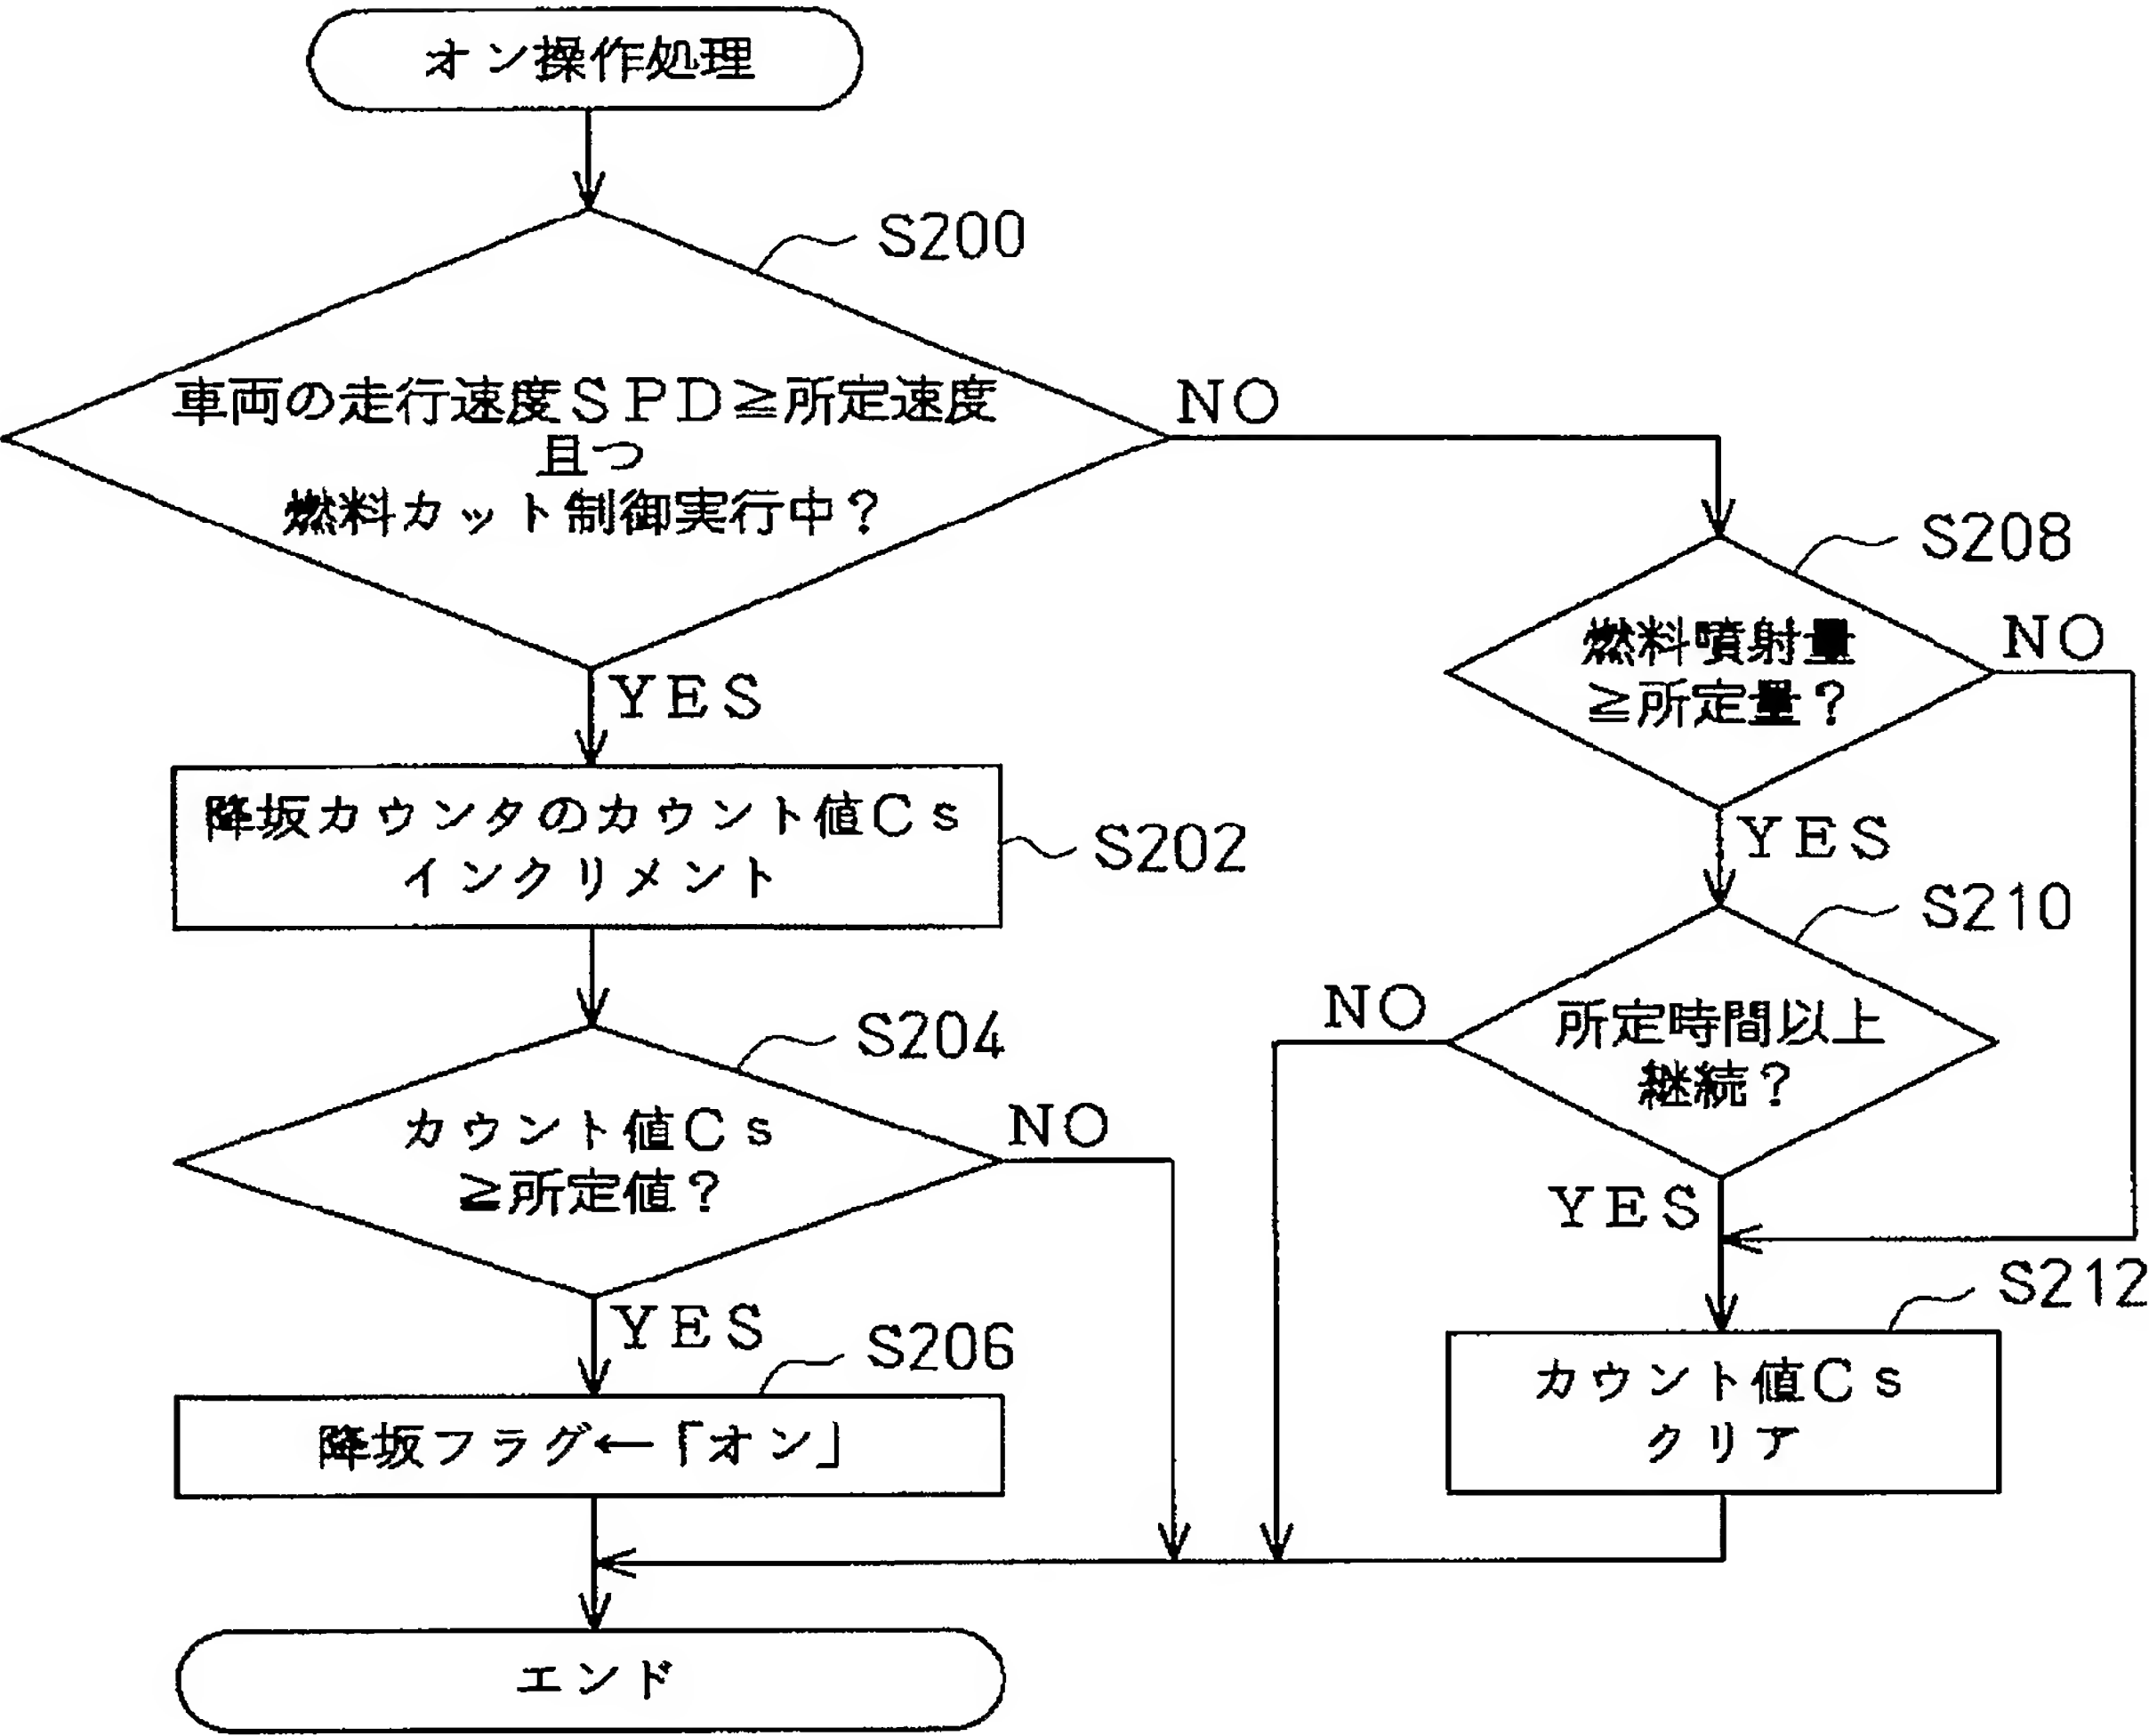 オン操作処理
S200
車両の走行速度ＳＰＤ≧所定速度
且つ
燃料カット制御実行中？
NO
YES
降坂カウンタのカウント値Ｃｓ
インクリメント
S202
S204
カウント値Ｃｓ
≧所定値？
NO
YES
S206
降坂フラグ←「オン」
S208
燃料噴射量
≧所定量？
NO
YES
S210
所定時間以上
継続？
NO
YES
S212
カウント値Ｃｓ
クリア
エンド